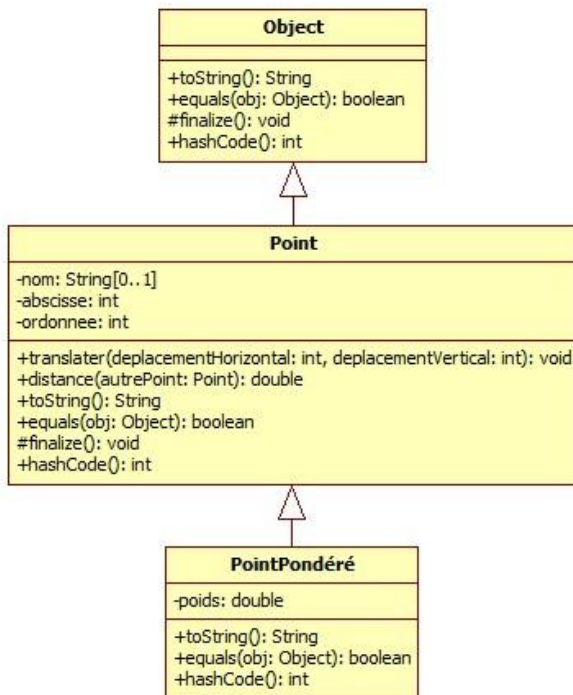 Object
+toString(): String
+equals(obj: Object): boolean
#finalize(): void
+hashCode(): int
Point
-nom: String[0..1]
-abscisse: int
-ordonnee: int
+translater(deplacementHorizontal: int, deplacementVertical: int): void
+distance(autrePoint: Point): double
+toString(): String
+equals(obj: Object): boolean
#finalize(): void
+hashCode(): int
PointPondéré
-poids: double
+toString(): String
+equals(obj: Object): boolean
+hashCode(): int